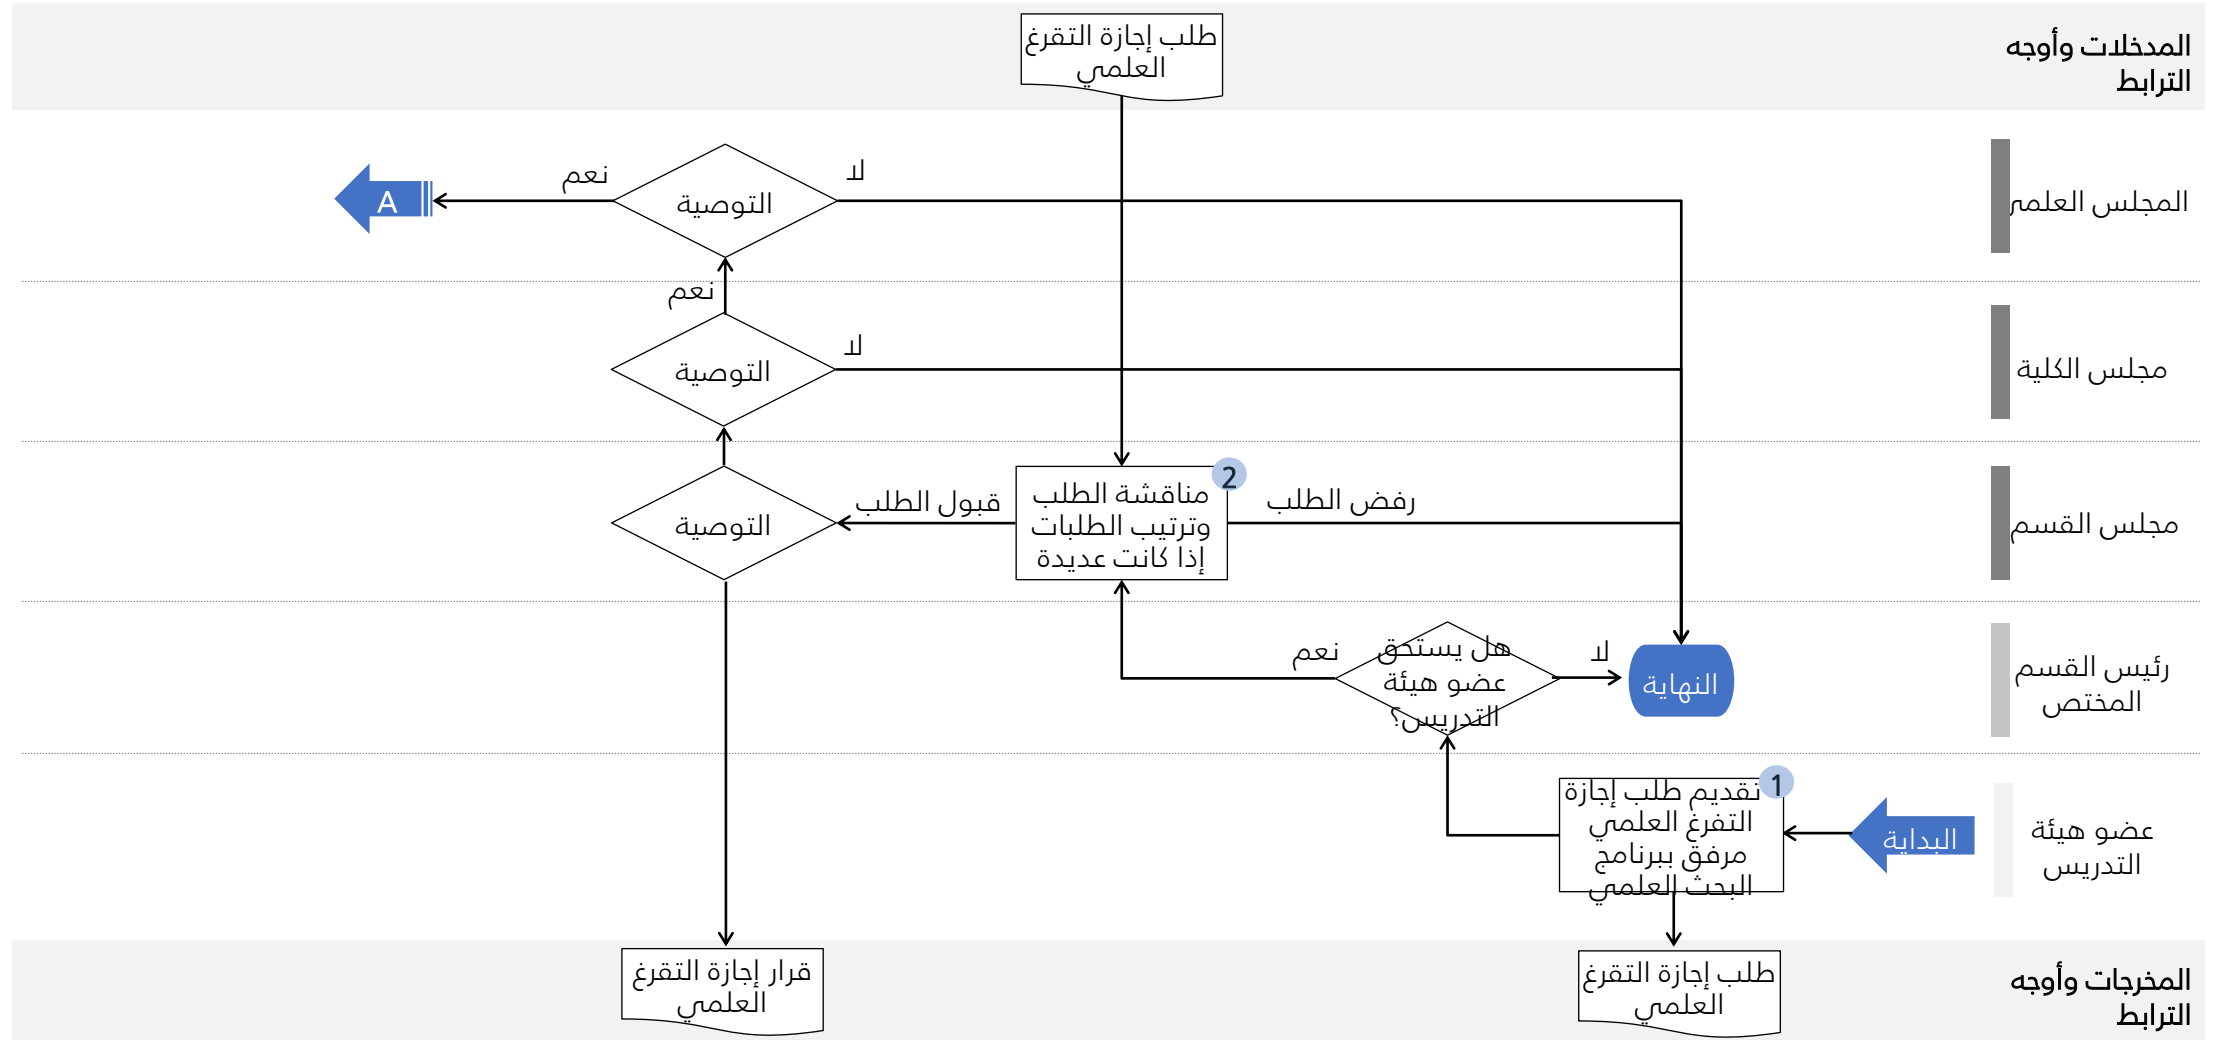 المدخلات وأوجه
الترابط
طلب إجازة التقرغ
العلمي
المجلس العلمي
لا
التوصية
نعم
A
مجلس الكلية
لا
التوصية
نعم
مجلس القسم
2
مناقشة الطلب
وترتيب الطلبات
إذا كانت عديدة
رفض الطلب
قبول الطلب
التوصية
رئيس القسم
المختص
النهاية
لا
هل يستحق
عضو هيئة
التدريس؟
نعم
عضو هيئة
التدريس
البداية
1
تقديم طلب إجازة
التفرغ العلمي
مرفق ببرنامج
البحث العلمي
المخرجات وأوجه
الترابط
طلب إجازة التقرغ
العلمي
قرار إجازة التقرغ
العلمي